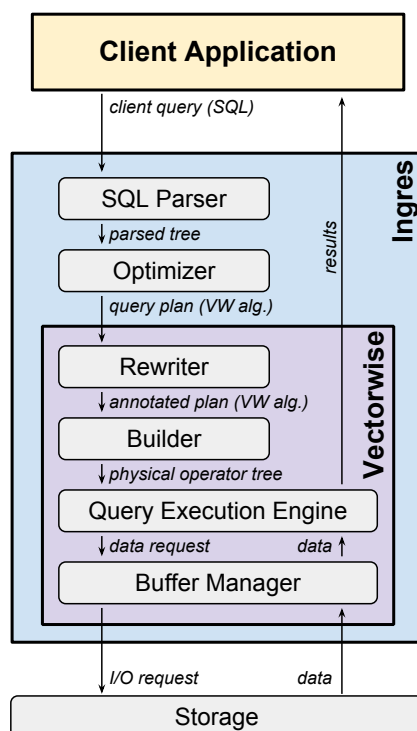 Client Application
client query (SQL)
Ingres
SQL Parser
parsed tree
results
Optimizer
query plan (VW alg.)
Vectorwise
Rewriter
annotated plan (VW alg.)
Builder
physical operator tree
Query Execution Engine
data request
data
Buffer Manager
I/O request
data
Storage